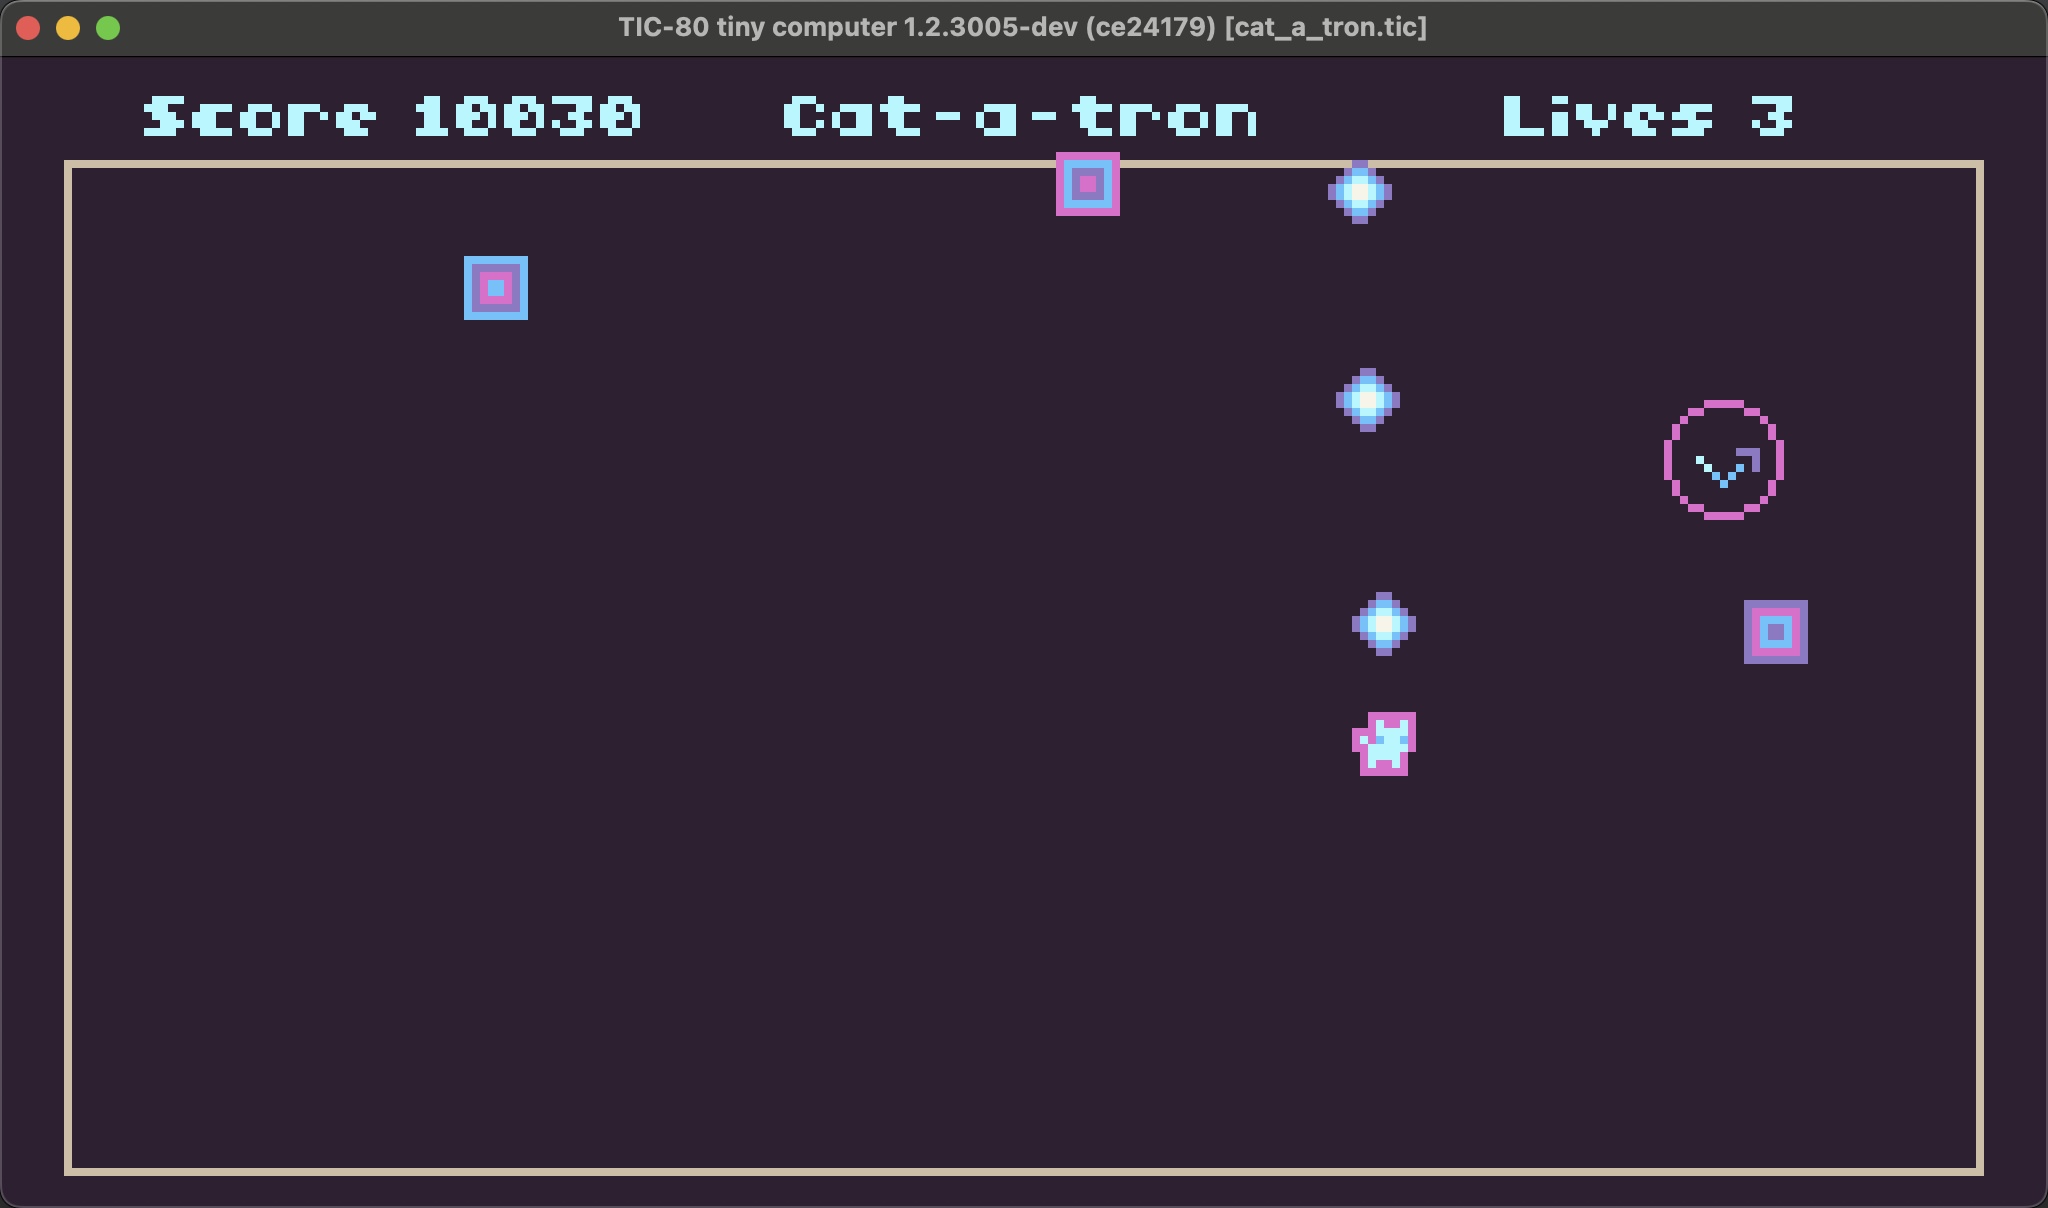 TIC-80 tiny computer 1.2.3005-dev (ce24179) [cat_a_tron.tic]
Score 10030 Cat-a-tron Lives 3